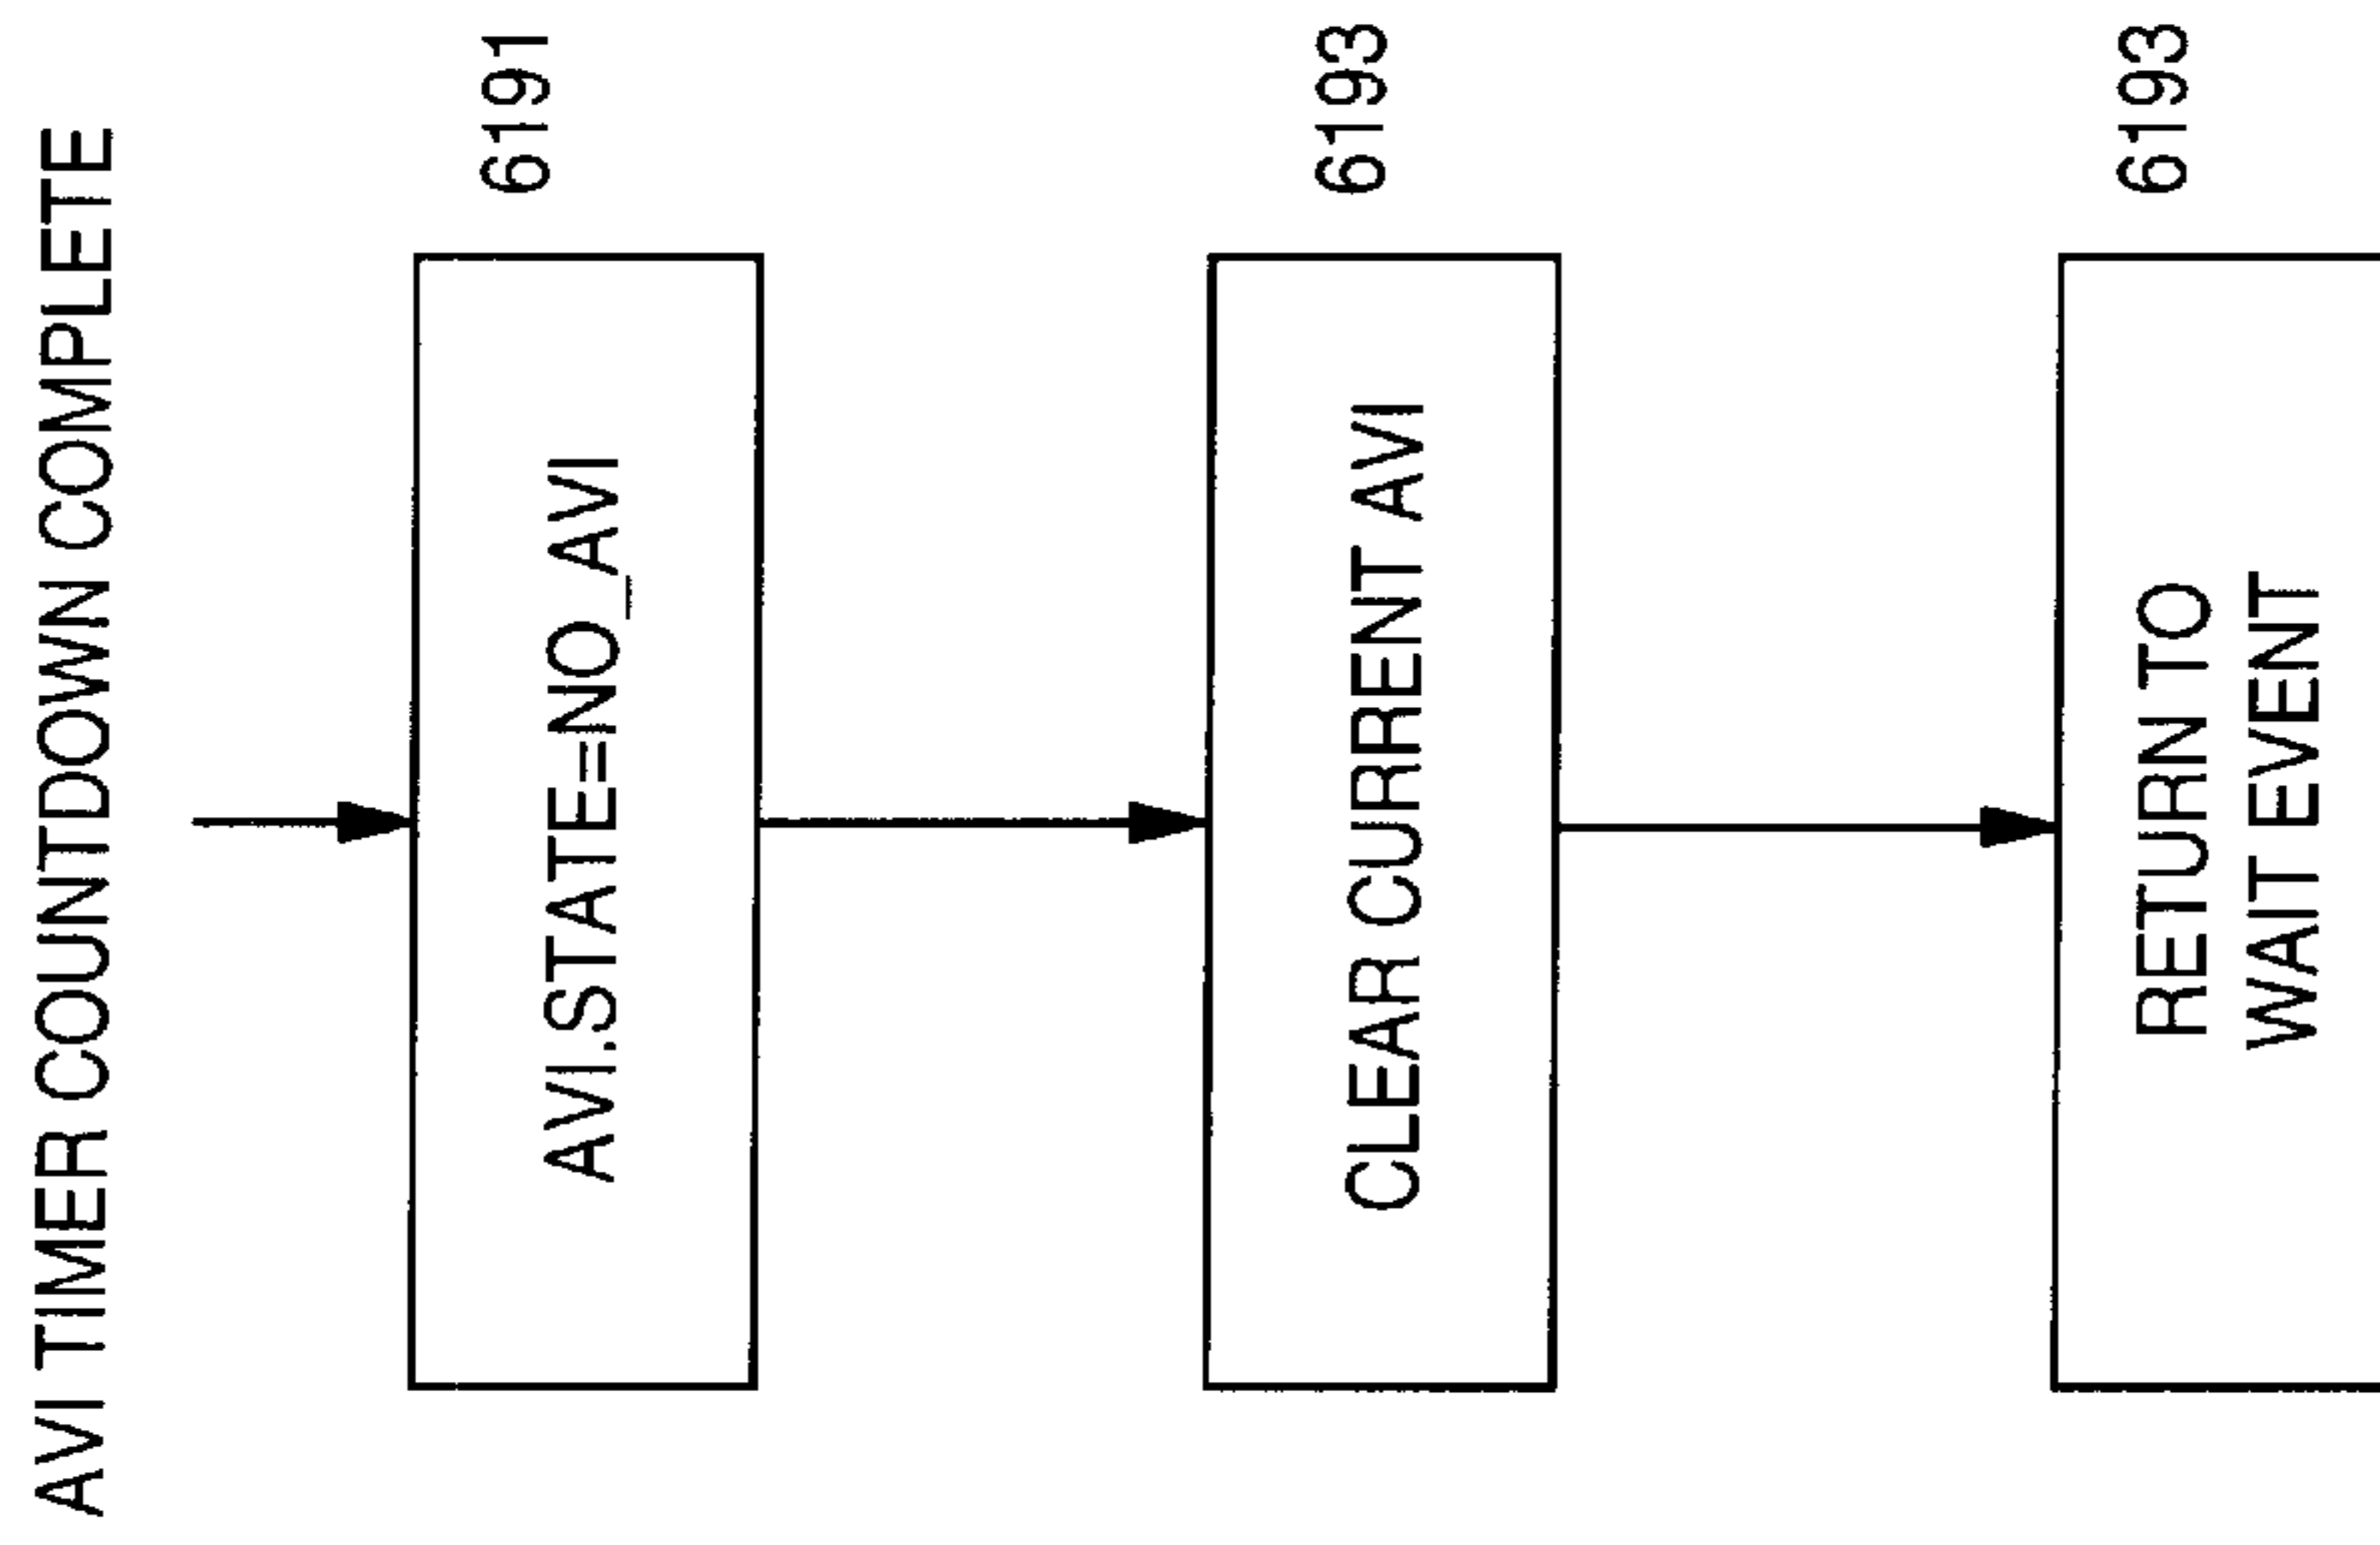 AVI TIMER COUNTDOWN COMPLETE
6191
AVI.STATE=NO_AVI
6193
CLEAR CURRENT AVI
6193
RETURN TO
WAIT EVENT